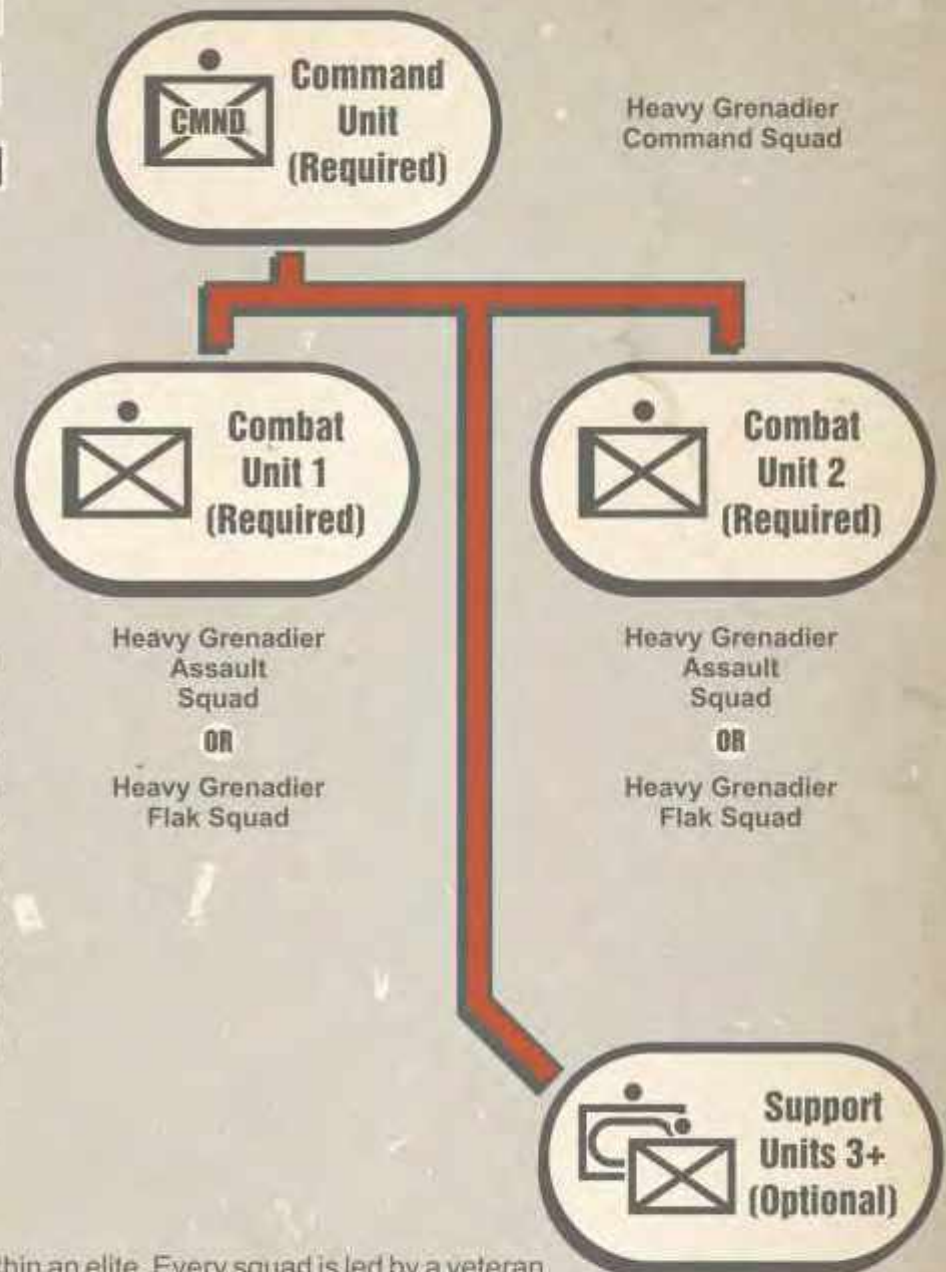 CMND
Command
Unit
(Required)
Heavy Grenadier
Command Squad
Combat
Unit 1
(Required)
Combat
Unit 2
(Required)
Heavy Grenadier
Assault
Squad
OR
Heavy Grenadier
Flak Squad
Heavy Grenadier
Assault
Squad
OR
Heavy Grenadier
Flak Squad
Support
Units 3+
(Optional)
an elite. Every squad is led by a veteran